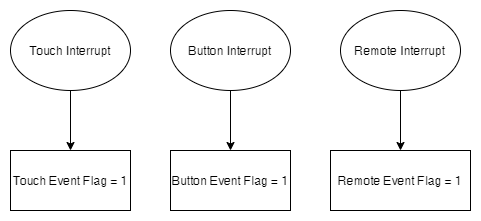 Touch Interrupt
Button Interrupt
Remote Interrupt
Touch Event Flag = 1
Button Event Flag = 1
Remote Event Flag = 1